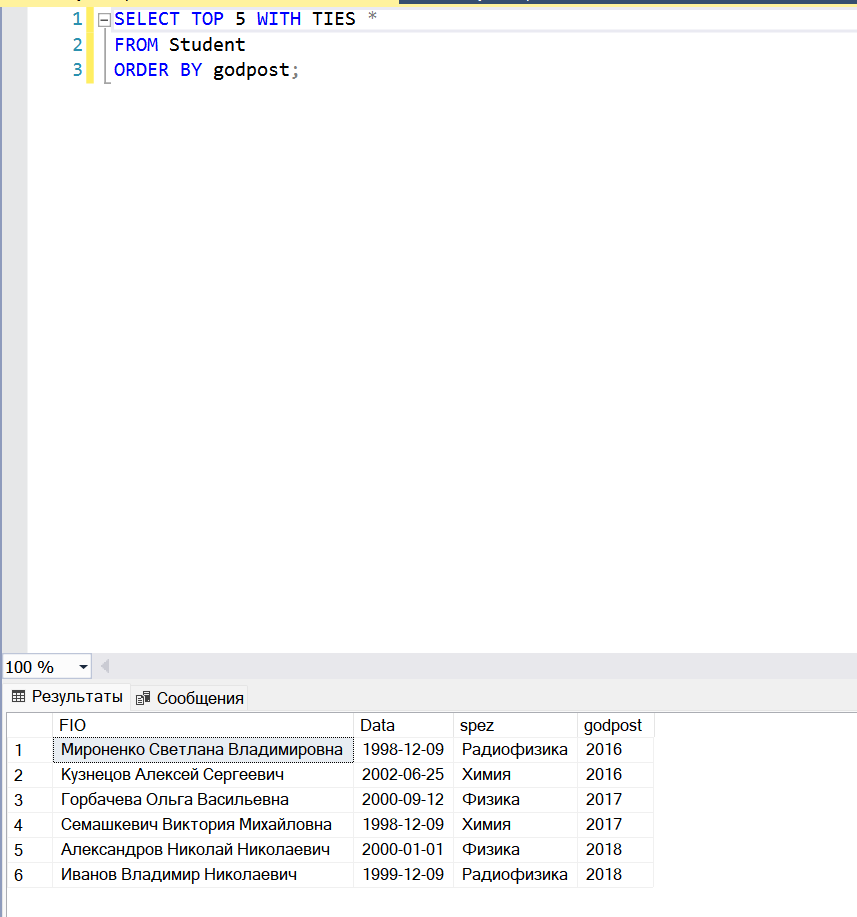 1 SELECT TOP 5 WITH TIES *
2 FROM Student
3 ORDER BY godpost;
100 %
Результаты Сообщения
FIO Data spez godpost
1 Мироненко Светлана Владимировна 1998-12-09 Радиофизика 2016
2 Кузнецов Алексей Сергеевич 2002-06-25 Химия 2016
3 Горбачева Ольга Васильевна 2000-09-12 Физика 2017
4 Семашкевич Виктория Михайловна 1998-12-09 Химия 2017
5 Александров Николай Николаевич 2000-01-01 Физика 2018
6 Иванов Владимир Николаевич 1999-12-09 Радиофизика 2018